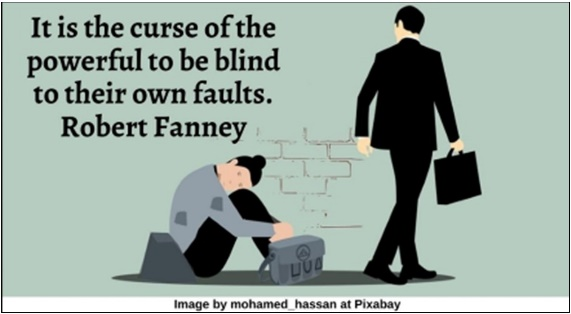 It is the curse of the
powerful to be blind
to their own faults.
Robert Fanney
Image by mohamed_hassan at Pixabay